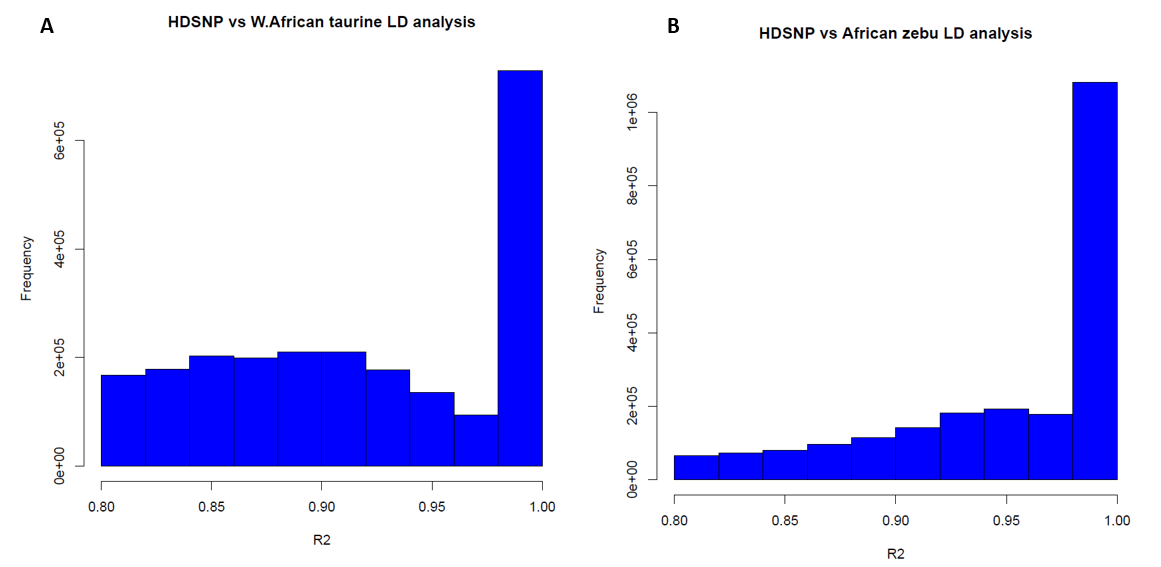 A
HDSNP vs W.African taurine LD analysis
Frequency
6e+05
4e+05
2e+05
0e+00
0.80 0.85 0.90 0.95 1.00
R2
B
HDSNP vs African zebu LD analysis
Frequency
1e+06
8e+05
6e+05
4e+05
2e+05
0e+00
0.80 0.85 0.90 0.95 1.00
R2